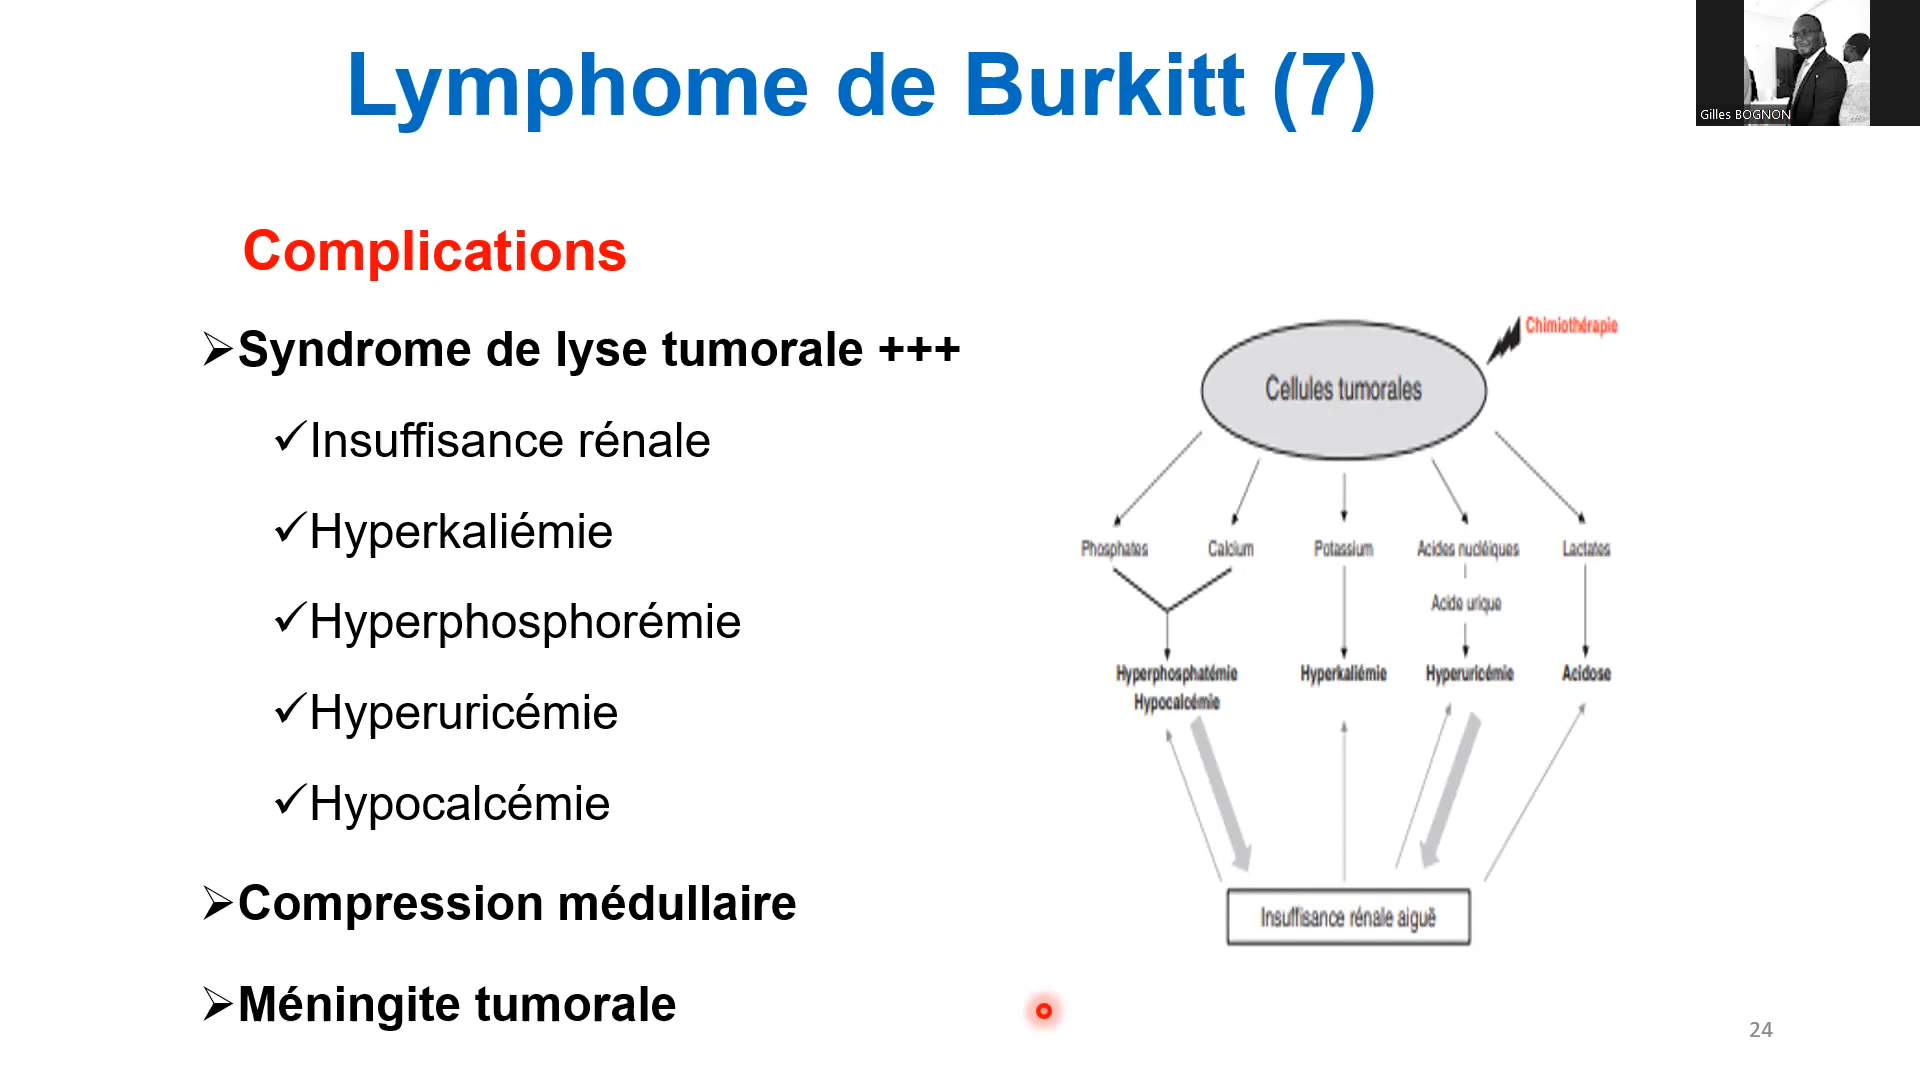 Lymphome de Burkitt (7)
Gilles BOGNON
Complications
Syndrome de lyse tumorale +++
Insuffisance rénale
Hyperkaliémie
Hyperphosphorémie
Hyperuricémie
Hypocalcémie
Compression médullaire
Méningite tumorale
Chimiothérapie
Cellules tumorales
Phosphates Calcium Potassium Acides nucléiques Lactates
Acide urique
Hyperphosphatémie Hyperkaliémie Hyperuricémie Acidose
Hypocalcémie
Insuffisance rénale aiguë
24